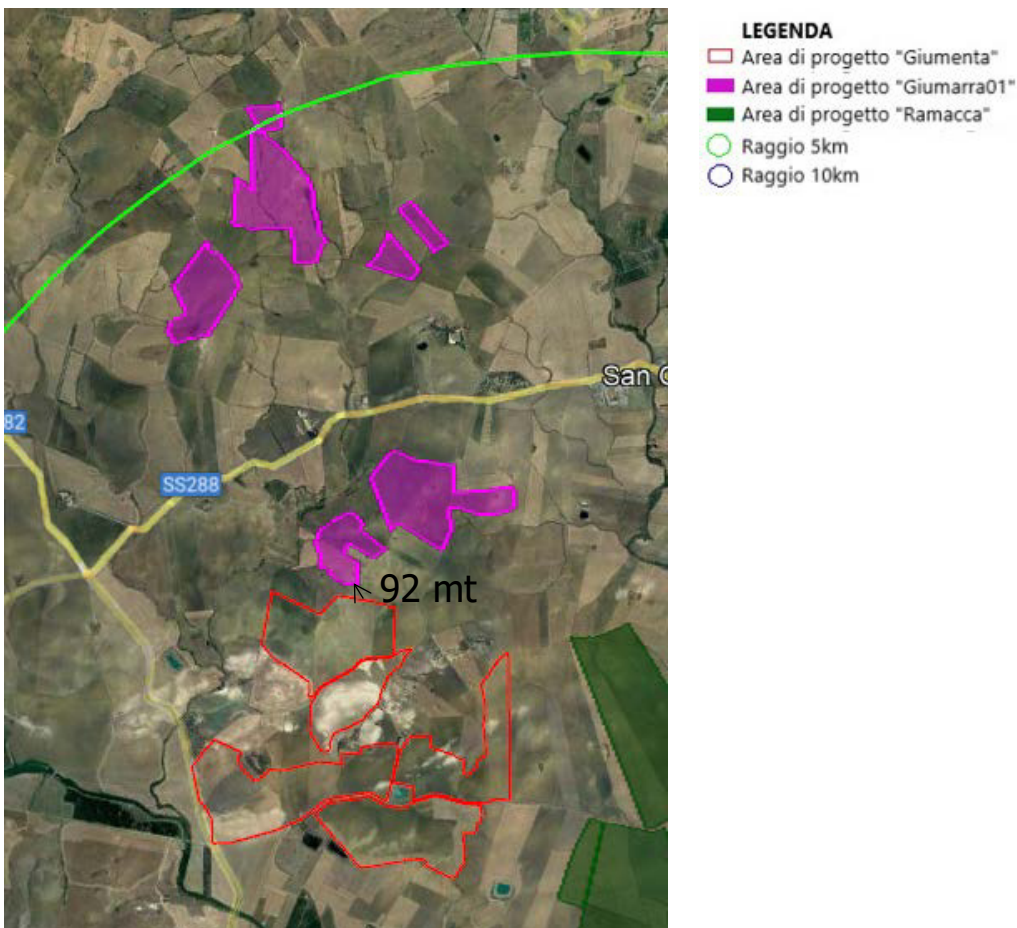 LEGENDA
Area di progetto "Giumenta"
Area di progetto "Giumarra01"
Area di progetto "Ramacca"
Raggio 5km
Raggio 10km
San C
82
SS288
92 mt